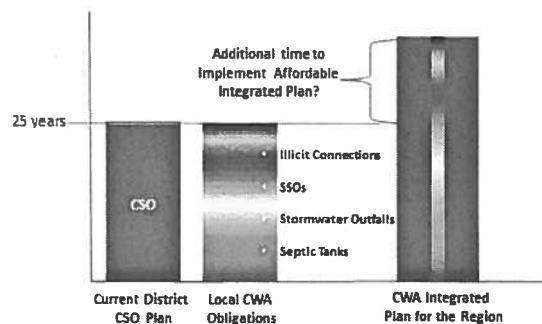 Additional time to
Implement Affordable
Integrated Plan?
25 years
Illicit Connections
SSOs
CSO
Stormwater Outfalls
Septic Tanks
Current District
CSO Plan
Local CWA
Obligations
CWA Integrated
Plan for the Region